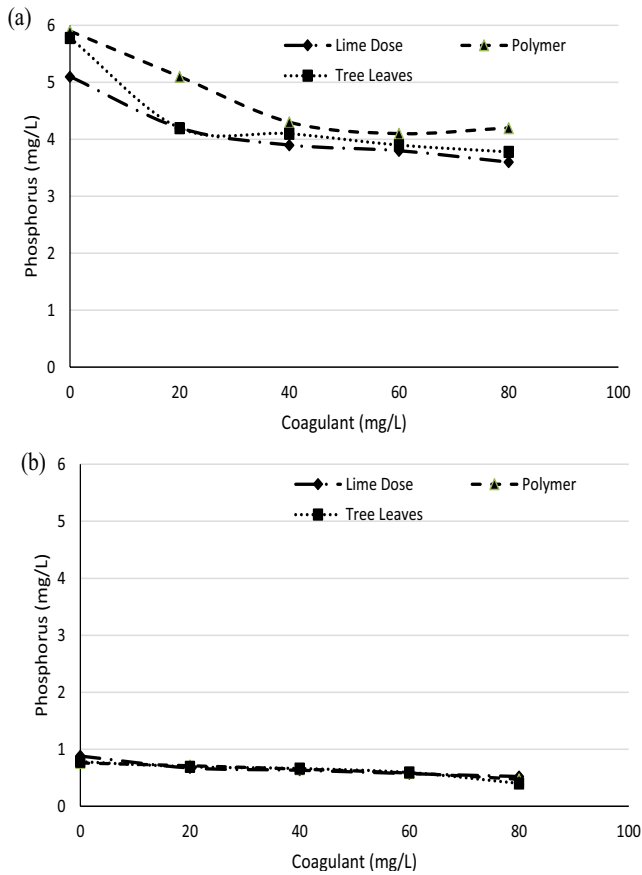 (a)
6
Lime Dose
Polymer
5
Tree Leaves
4
3
2
1
0
0 20 40 60 80 100
Phosphorus (mg/L)
Coagulant (mg/L)
(b)
6
Lime Dose
Polymer
5
Tree Leaves
4
3
2
1
0
0 20 40 60 80 100
Phosphorus (mg/L)
Coagulant (mg/L)